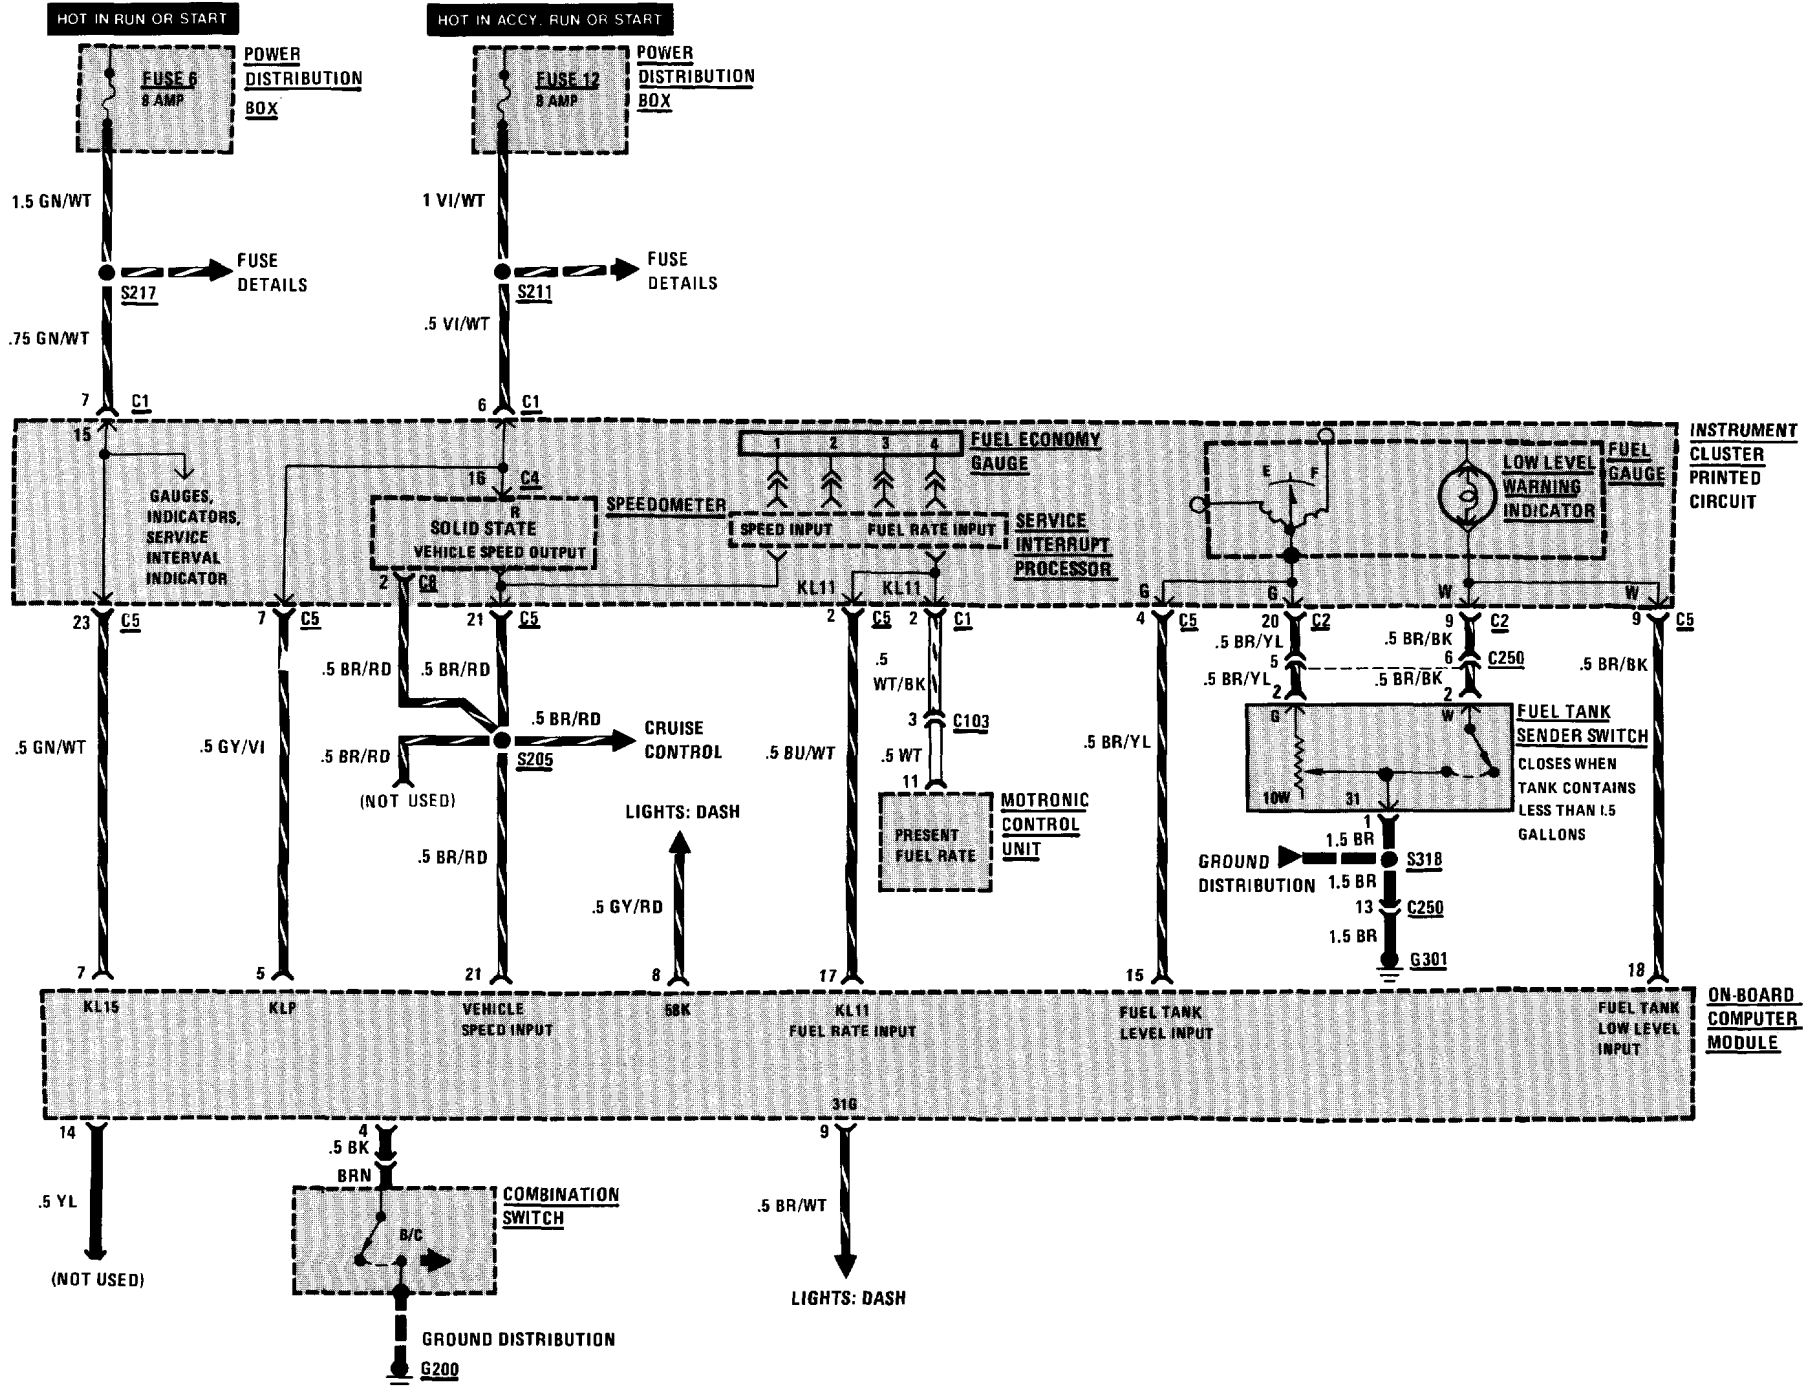 HOT IN RUN OR START
HOT IN ACCY, RUN OR START
FUSE 6
8 AMP
POWER
DISTRIBUTION
BOX
FUSE 12
8 AMP
POWER
DISTRIBUTION
BOX
1.5 GN/WT
1 VI/WT
FUSE
DETAILS
S217
FUSE
DETAILS
S211
.75 GN/WT
.5 VI/WT
7 C1
6 C1
15
16 C4
GAUGES,
INDICATORS,
SERVICE
INTERVAL
INDICATOR
R
SOLID STATE
VEHICLE SPEED OUTPUT
SPEEDOMETER
1 2 3 4
FUEL ECONOMY
GAUGE
SPEED INPUT FUEL RATE INPUT
SERVICE
INTERRUPT
PROCESSOR
E F
LOW LEVEL
WARNING
INDICATOR
FUEL
GAUGE
INSTRUMENT
CLUSTER
PRINTED
CIRCUIT
2 C8
KL11 KL11
G G W W
23 C5
7 C5
21 C5
2 C5
2 C1
4 C5
20 C2
9 C2
9 C5
.5 BR/RD .5 BR/RD
.5
WT/BK
.5 BR/YL
.5 BR/BK
5
6 C250
.5 BR/YL
.5 BR/BK
.5 BR/BK
2
2
.5 GN/WT
.5 GY/VI
.5 BR/RD
.5 BR/RD
CRUISE
CONTROL
S205
(NOT USED)
.5 BU/WT
3 C103
.5 WT
11
.5 BR/YL
G W
10W 31
FUEL TANK
SENDER SWITCH
CLOSES WHEN
TANK CONTAINS
LESS THAN 1.5
GALLONS
LIGHTS: DASH
PRESENT
FUEL RATE
MOTRONIC
CONTROL
UNIT
1
1.5 BR
GROUND
DISTRIBUTION
S318
1.5 BR
13 C250
1.5 BR
G301
.5 BR/RD
.5 GY/RD
7
5
21
8
17
15
18
KL15
KLP
VEHICLE
SPEED INPUT
58K
KL11
FUEL RATE INPUT
FUEL TANK
LEVEL INPUT
FUEL TANK
LOW LEVEL
INPUT
ON-BOARD
COMPUTER
MODULE
31G
14
4
9
.5 BK
BRN
.5 YL
(NOT USED)
COMBINATION
SWITCH
B/C
.5 BR/WT
LIGHTS: DASH
GROUND DISTRIBUTION
G200